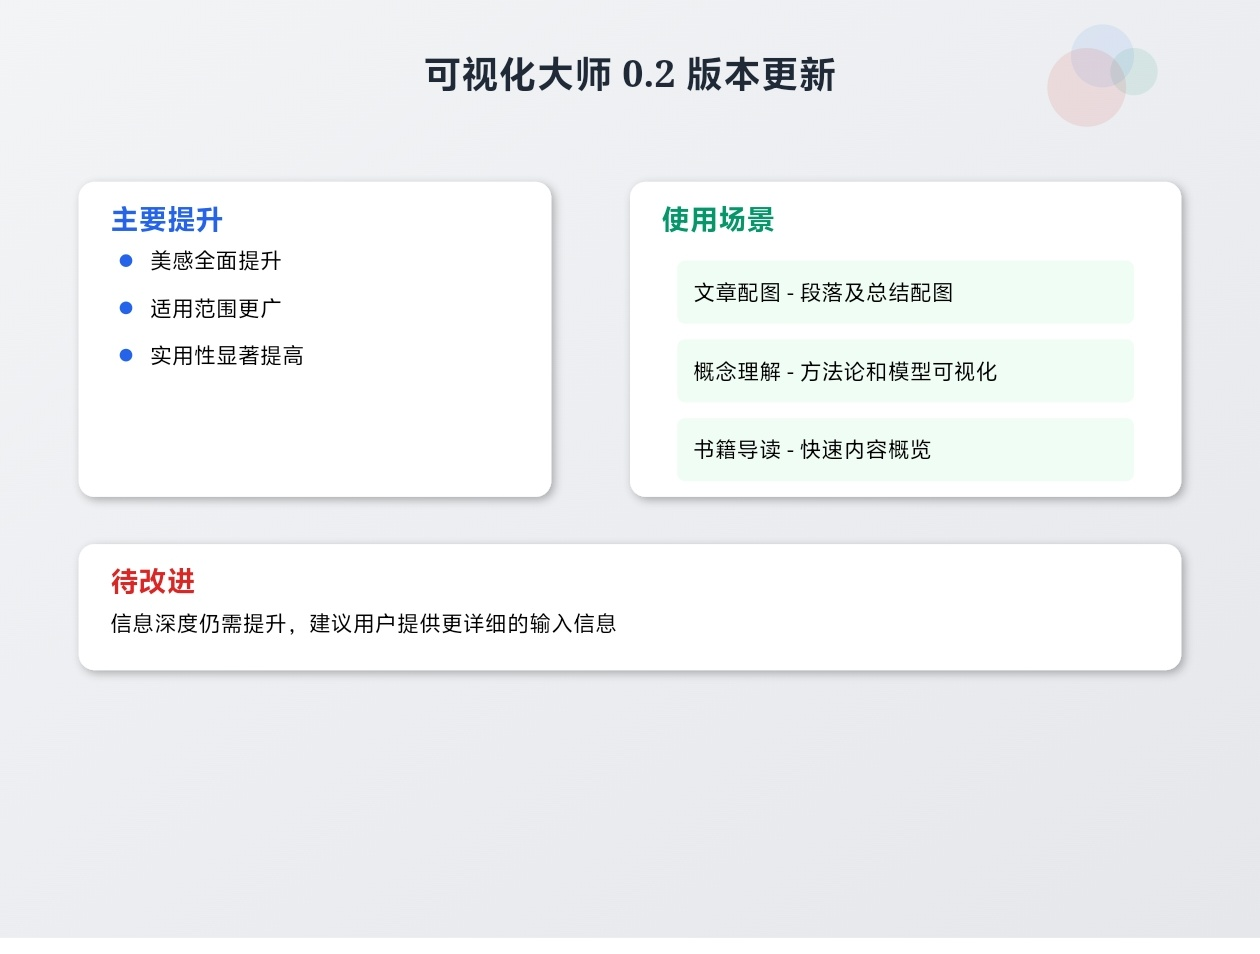 可视化大师 0.2 版本更新
主要提升
美感全面提升
适用范围更广
实用性显著提高
使用场景
文章配图 - 段落及总结配图
概念理解 - 方法论和模型可视化
书籍导读 - 快速内容概览
待改进
信息深度仍需提升，建议用户提供更详细的输入信息